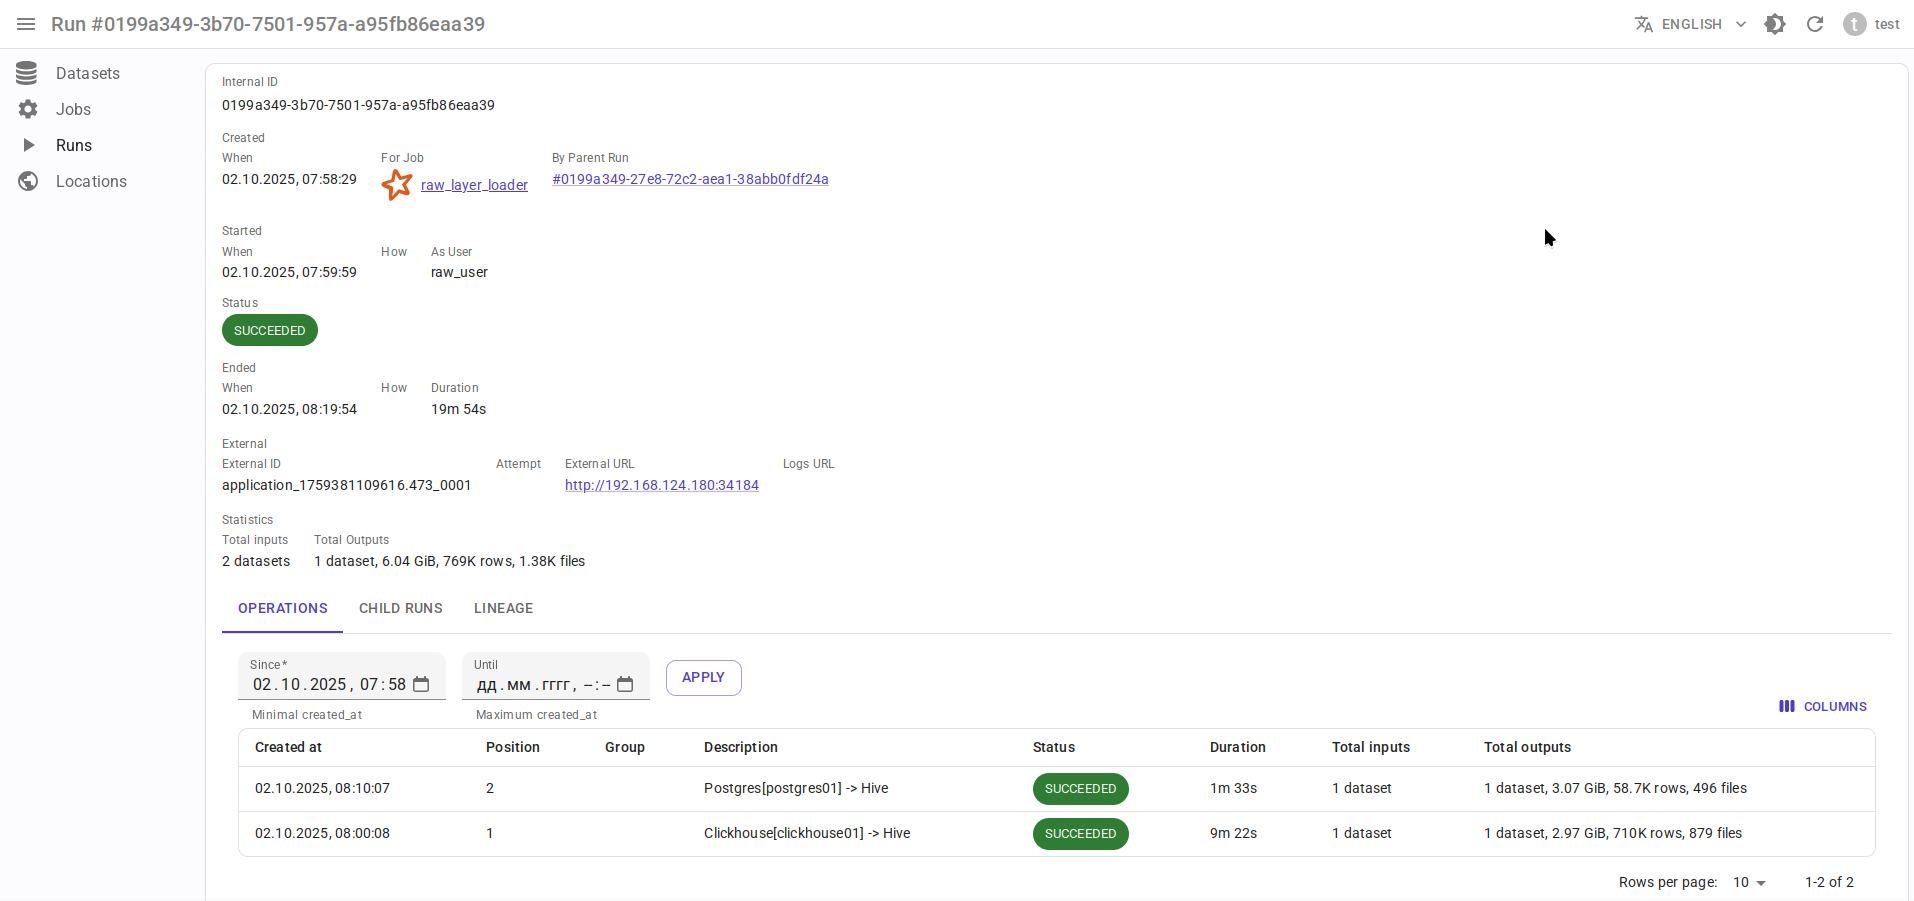 Run #0199a349-3b70-7501-957a-a95fb86eaa39
ENGLISH
t
test
Datasets
Jobs
Runs
Locations
Internal ID
0199a349-3b70-7501-957a-a95fb86eaa39
Created
When For Job By Parent Run
02.10.2025, 07:58:29 raw_layer_loader #0199a349-27e8-72c2-aea1-38abb0fdf24a
Started
When How As User
02.10.2025, 07:59:59 raw_user
Status
SUCCEEDED
Ended
When How Duration
02.10.2025, 08:19:54 19m 54s
External
External ID Attempt External URL Logs URL
application_1759381109616.473_0001 http://192.168.124.180:34184
Statistics
Total inputs Total Outputs
2 datasets 1 dataset, 6.04 GiB, 769K rows, 1.38K files
OPERATIONS CHILD RUNS LINEAGE
Since* Until
02.10.2025, 07:58 дд.мм.гггг, --:-- APPLY
Minimal created_at Maximum created_at
COLUMNS
Created at Position Group Description Status Duration Total inputs Total outputs
02.10.2025, 08:10:07 2 Postgres[postgres01] -> Hive SUCCEEDED 1m 33s 1 dataset 1 dataset, 3.07 GiB, 58.7K rows, 496 files
02.10.2025, 08:00:08 1 Clickhouse[clickhouse01] -> Hive SUCCEEDED 9m 22s 1 dataset 1 dataset, 2.97 GiB, 710K rows, 879 files
Rows per page: 10 1-2 of 2